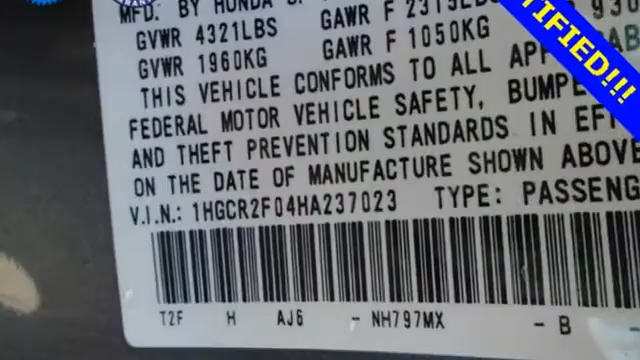 MFD. BY HONDA
GVWR 4321LBS GAWR F 2315LBS
GVWR 1960KG GAWR F 1050KG
THIS VEHICLE CONFORMS TO ALL
FEDERAL MOTOR VEHICLE SAFETY, BUMPE
AND THEFT PREVENTION STANDARDS IN EFF
ON THE DATE OF MANUFACTURE SHOWN ABOVE
V.I.N.: 1HGCR2F04HA237023 TYPE: PASSENG
T2F H AJ6 - NH797MX - B
TIFIED!!!